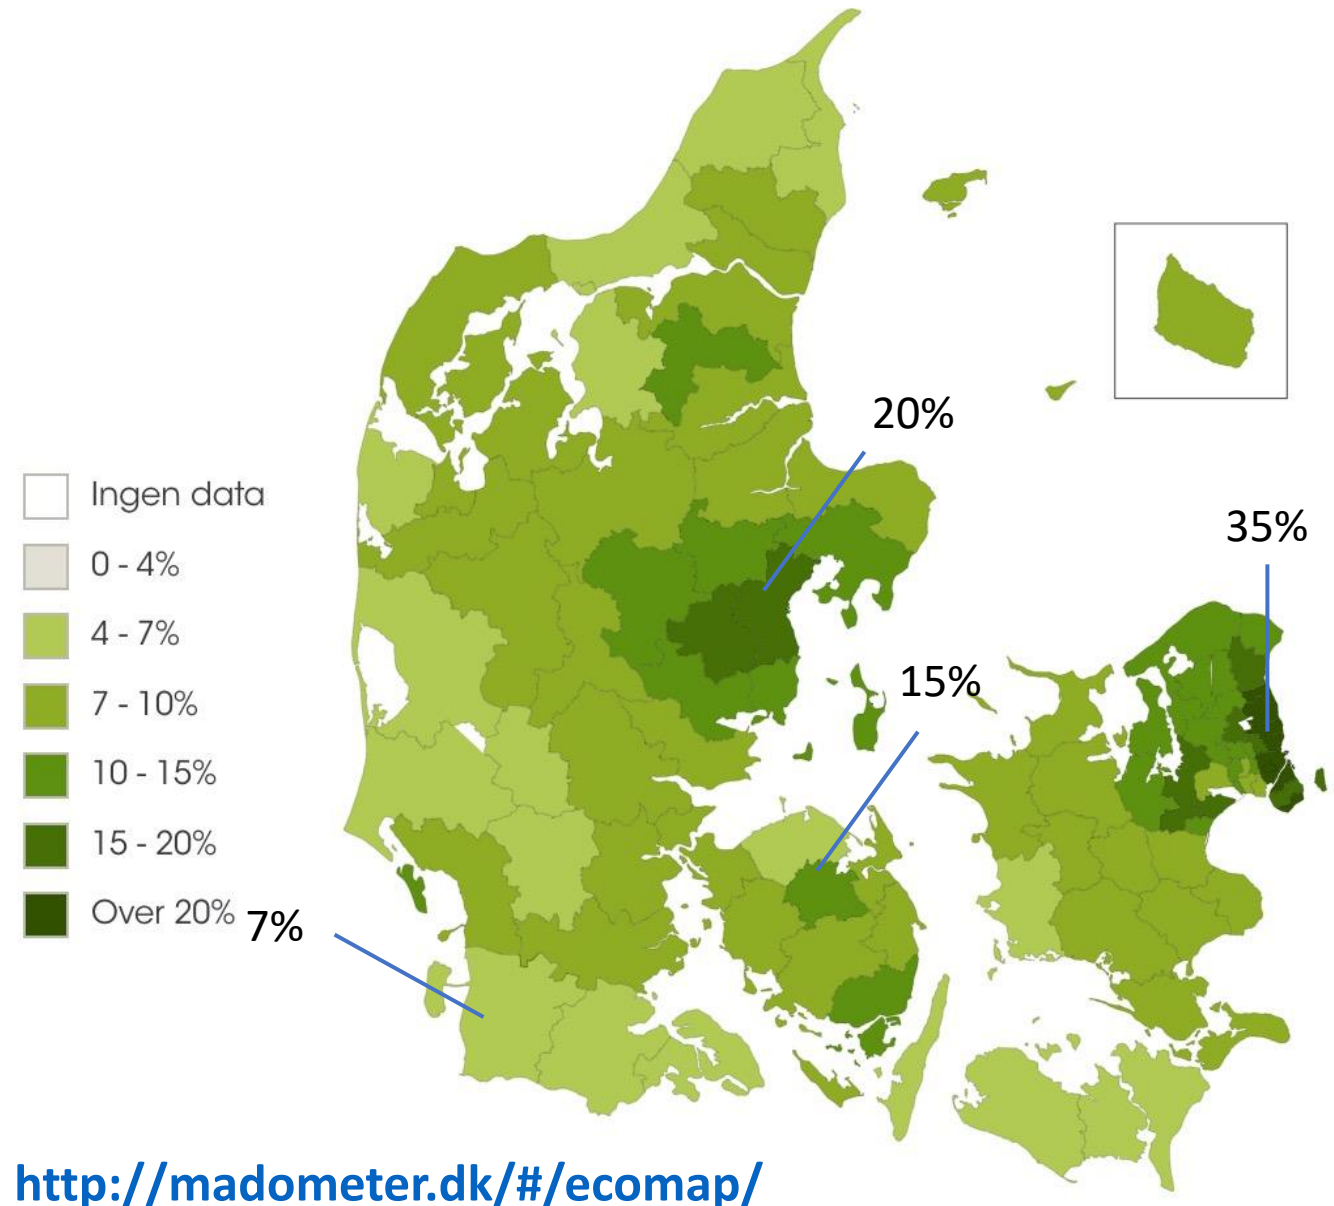 20%
35%
Ingen data
0 - 4%
4 - 7%
15%
7 - 10%
10 - 15%
15 - 20%
Over 20%
7%
http://madometer.dk/#/ecomap/